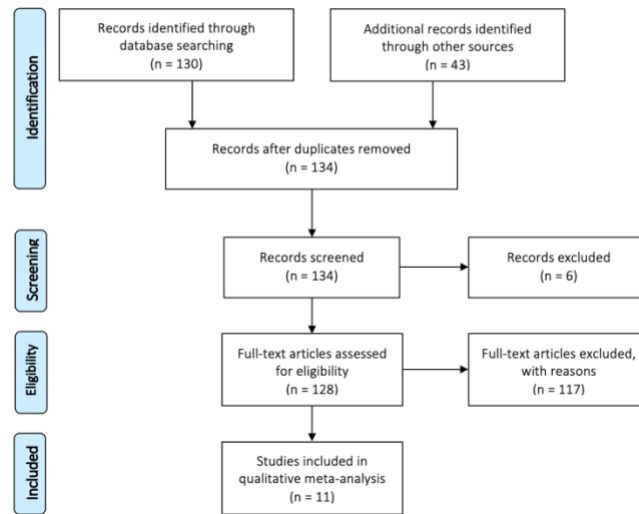 Identification
Records identified through
database searching
(n = 130)
Additional records identified
through other sources
(n = 43)
Records after duplicates removed
(n = 134)
Screening
Records screened
(n = 134)
Records excluded
(n = 6)
Eligibility
Full-text articles assessed
for eligibility
(n = 128)
Full-text articles excluded,
with reasons
(n = 117)
Included
Studies included in
qualitative meta-analysis
(n = 11)